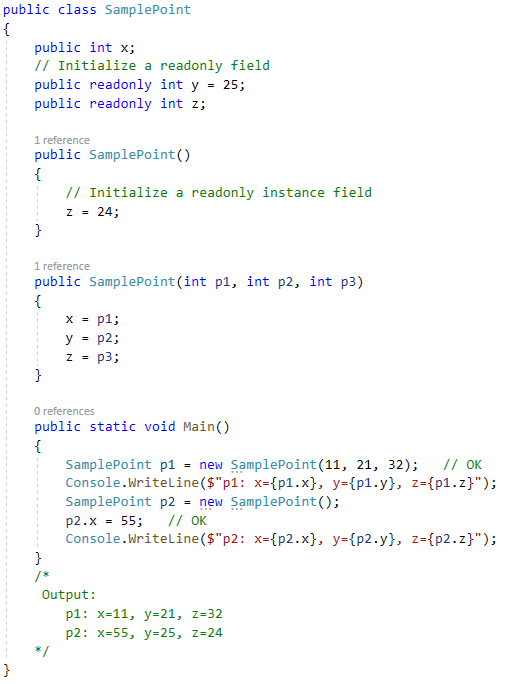 public class SamplePoint
{
    public int x;
    // Initialize a readonly field
    public readonly int y = 25;
    public readonly int z;
    1 reference
    public SamplePoint()
    {
        // Initialize a readonly instance field
        z = 24;
    }
    1 reference
    public SamplePoint(int p1, int p2, int p3)
    {
        x = p1;
        y = p2;
        z = p3;
    }
    0 references
    public static void Main()
    {
        SamplePoint p1 = new SamplePoint(11, 21, 32);   // OK
        Console.WriteLine($"p1: x={p1.x}, y={p1.y}, z={p1.z}");
        SamplePoint p2 = new SamplePoint();
        p2.x = 55;   // OK
        Console.WriteLine($"p2: x={p2.x}, y={p2.y}, z={p2.z}");
    }
    /*
     Output:
        p1: x=11, y=21, z=32
        p2: x=55, y=25, z=24
    */
}